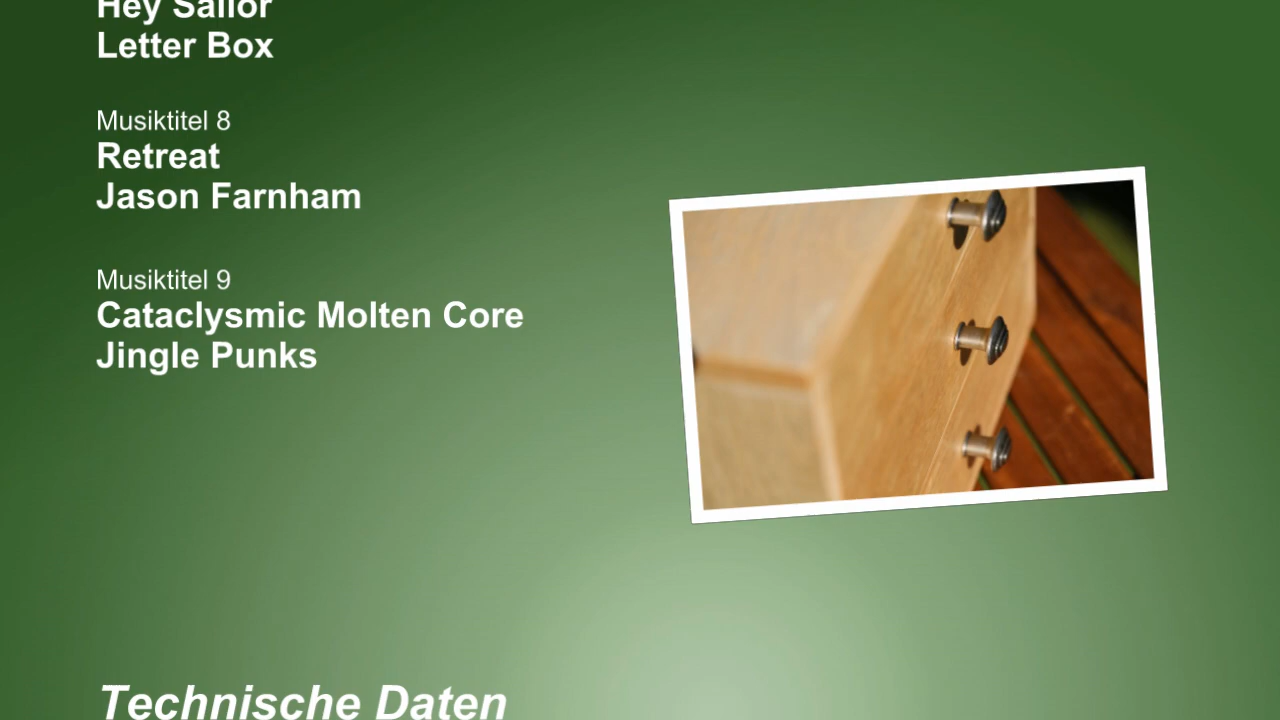 Hey Sailor
Letter Box
Musiktitel 8
Retreat
Jason Farnham
Musiktitel 9
Cataclysmic Molten Core
Jingle Punks
Technische Daten